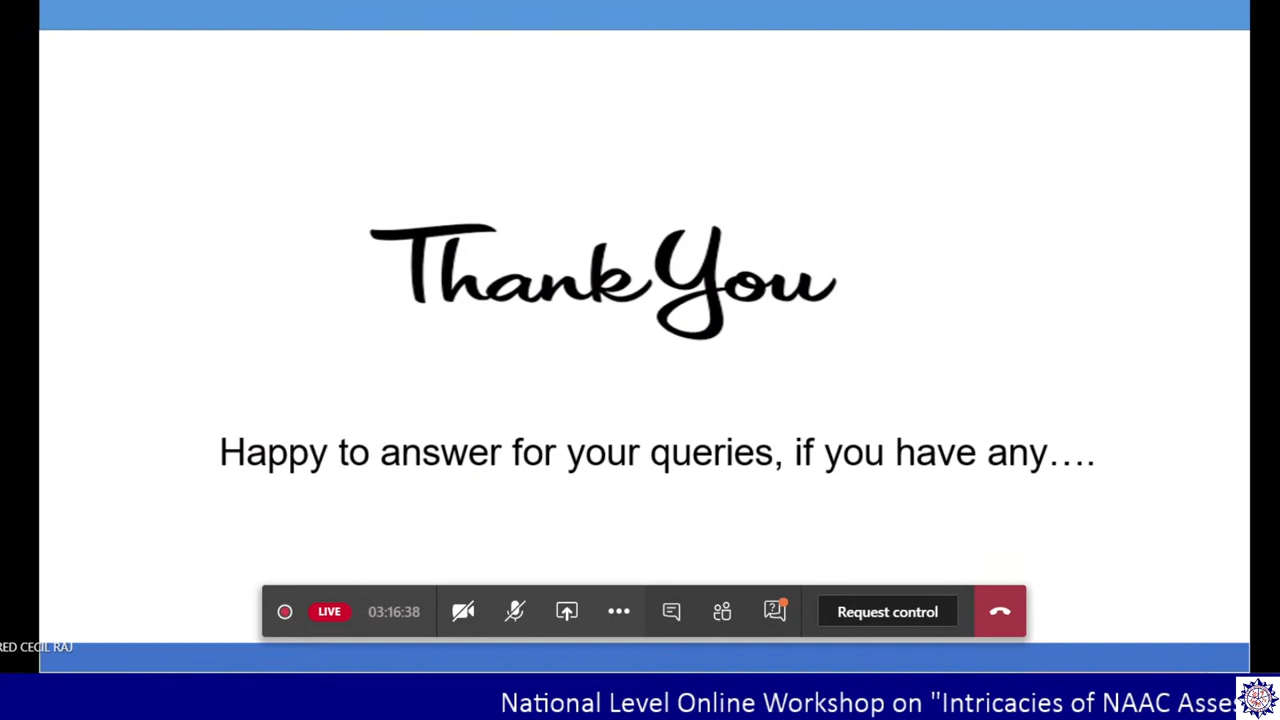 Thank You
Happy to answer for your queries, if you have any….
LIVE 03:16:38 Request control
RED CECIL RAJ
National Level Online Workshop on "Intricacies of NAAC Asse